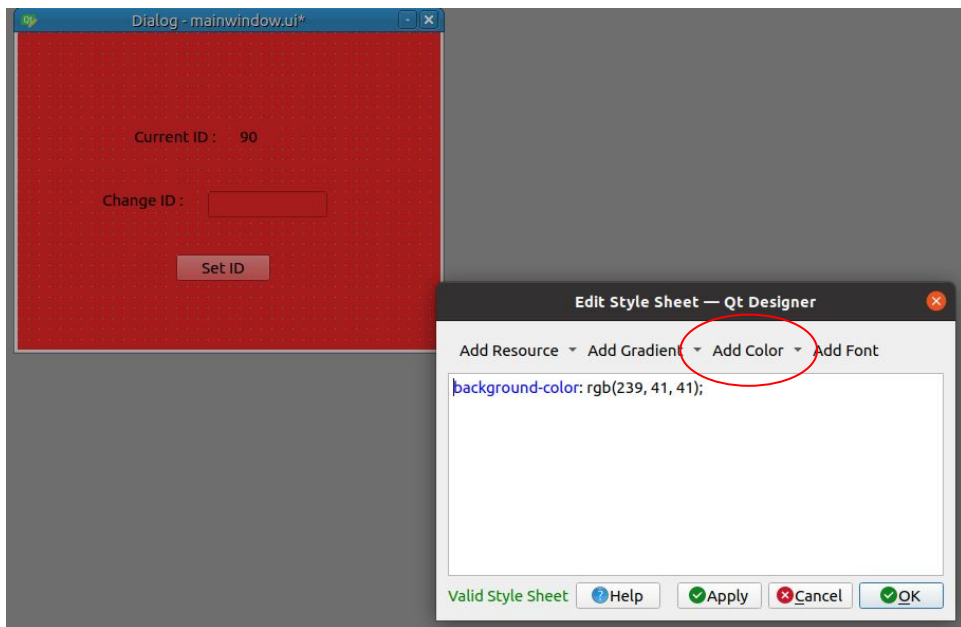 Dialog - mainwindow.ui*
Current ID : 90
Change ID :
Set ID
Edit Style Sheet — Qt Designer
Add Resource Add Gradient Add Color Add Font
background-color: rgb(239, 41, 41);
Valid Style Sheet Help Apply Cancel OK